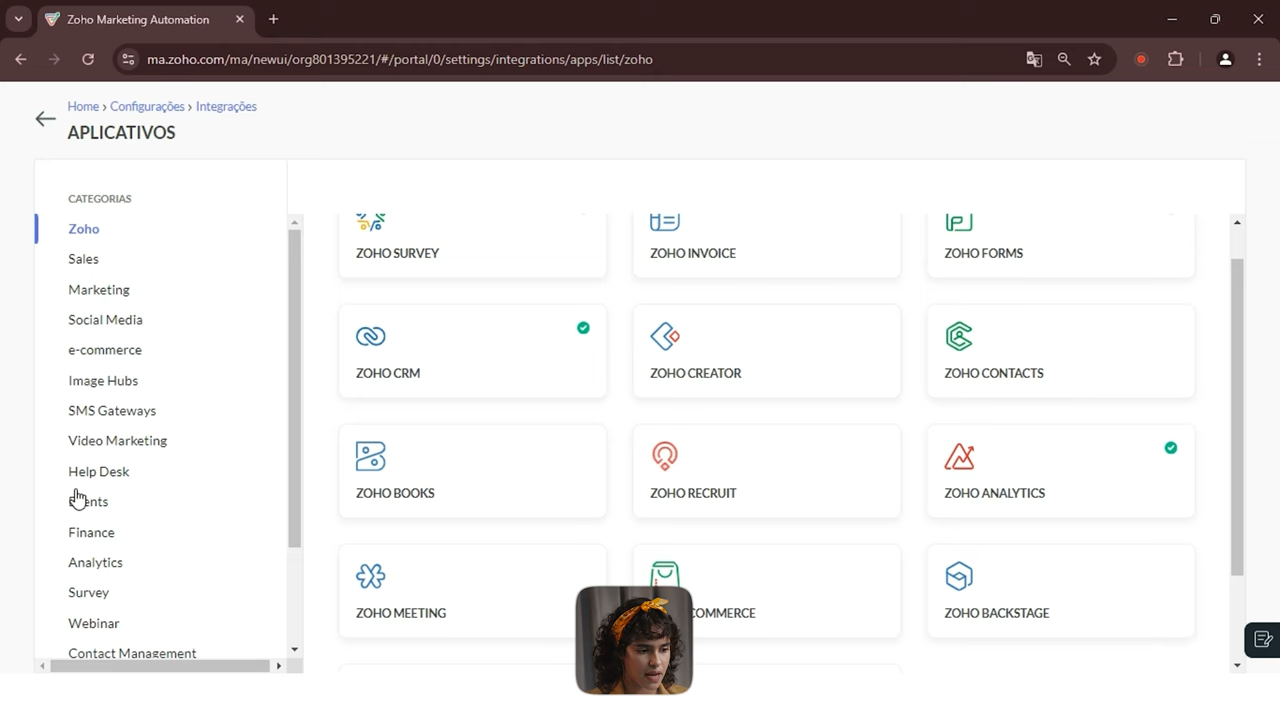 Zoho Marketing Automation
ma.zoho.com/ma/newui/org801395221/#/portal/0/settings/integrations/apps/list/zoho
Home › Configurações › Integrações
APLICATIVOS
CATEGORIAS
Zoho
Sales
Marketing
Social Media
e-commerce
Image Hubs
SMS Gateways
Video Marketing
Help Desk
Events
Finance
Analytics
Survey
Webinar
Contact Management
ZOHO SURVEY
ZOHO INVOICE
ZOHO FORMS
ZOHO CRM
ZOHO CREATOR
ZOHO CONTACTS
ZOHO BOOKS
ZOHO RECRUIT
ZOHO ANALYTICS
ZOHO MEETING
COMMERCE
ZOHO BACKSTAGE